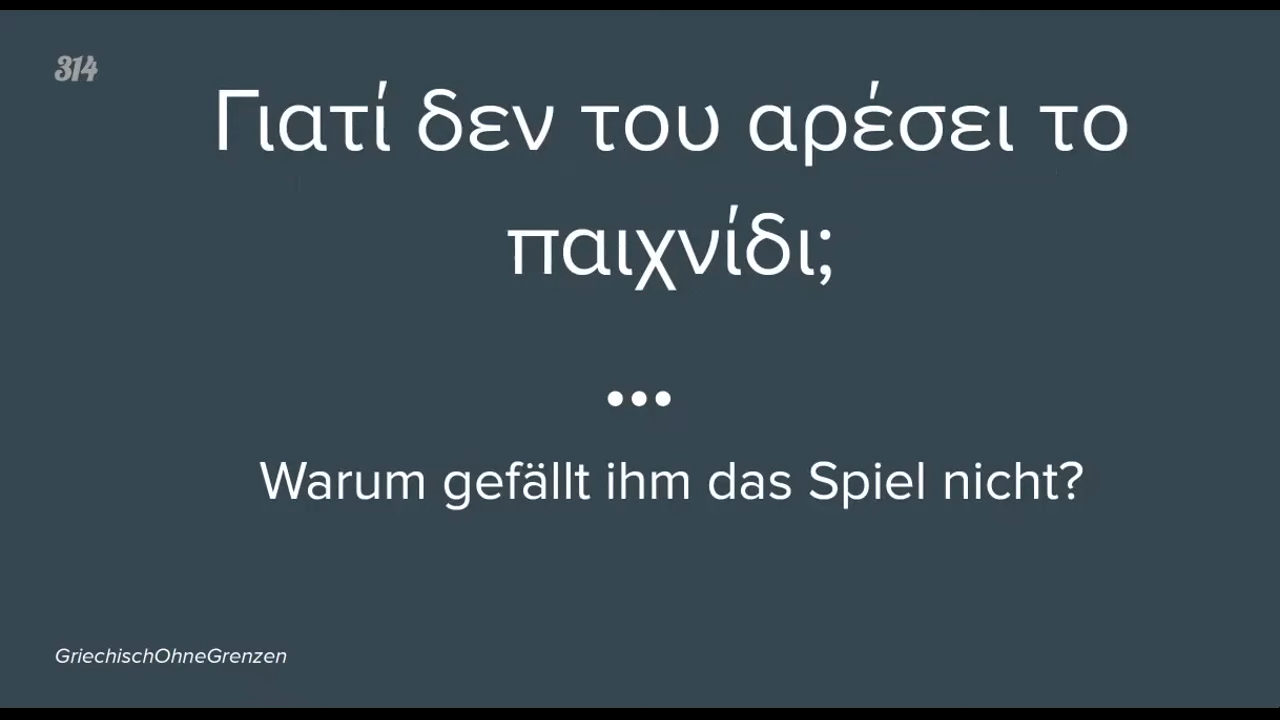 314
Γιατί δεν του αρέσει το
παιχνίδι;
...
Warum gefällt ihm das Spiel nicht?
GriechischOhneGrenzen